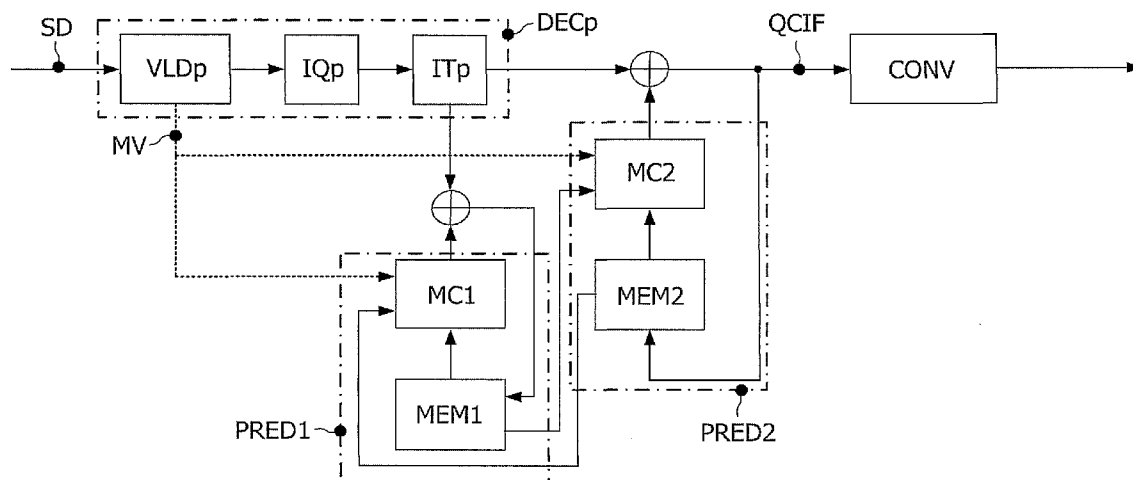 SD
DECp
QCIF
VLDp
IQp
ITp
CONV
MV
MC2
MC1
MEM2
MEM1
PRED1
PRED2